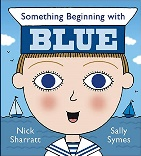 Something Beginning with
BLUE
Nick Sharratt
Sally Symes